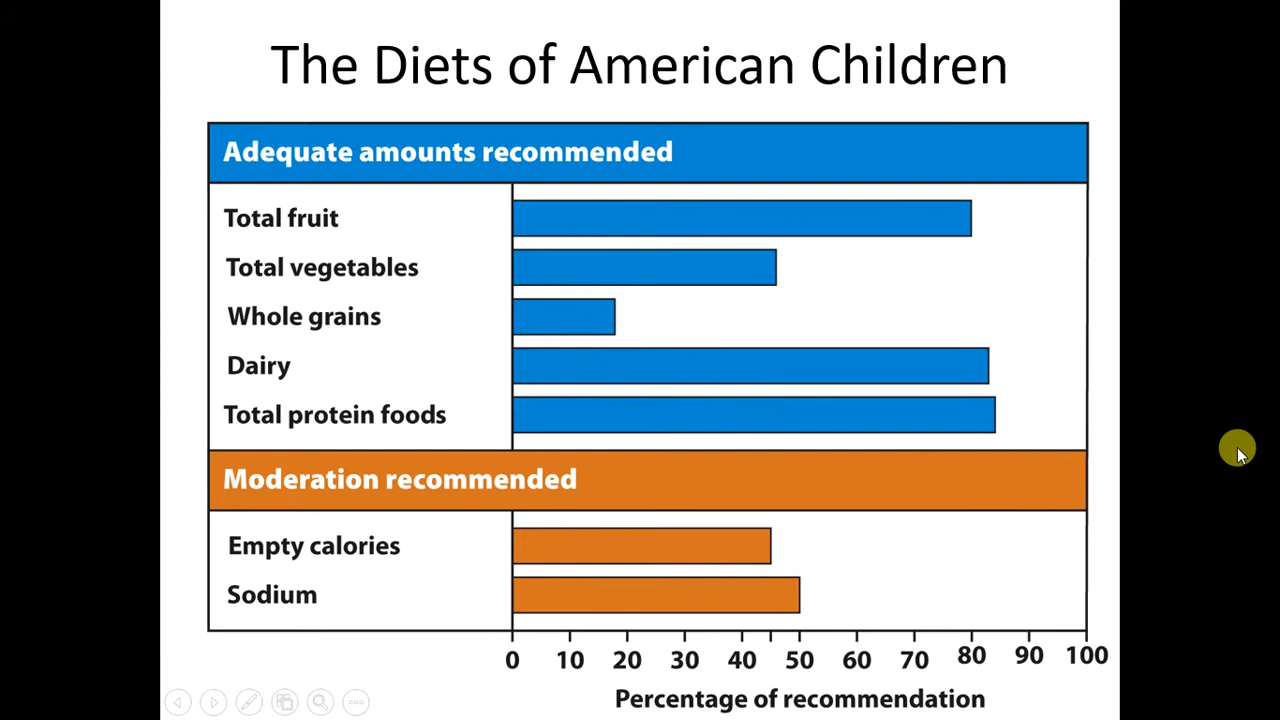 The Diets of American Children
Adequate amounts recommended
Total fruit
Total vegetables
Whole grains
Dairy
Total protein foods
Moderation recommended
Empty calories
Sodium
0 10 20 30 40 50 60 70 80 90 100
Percentage of recommendation